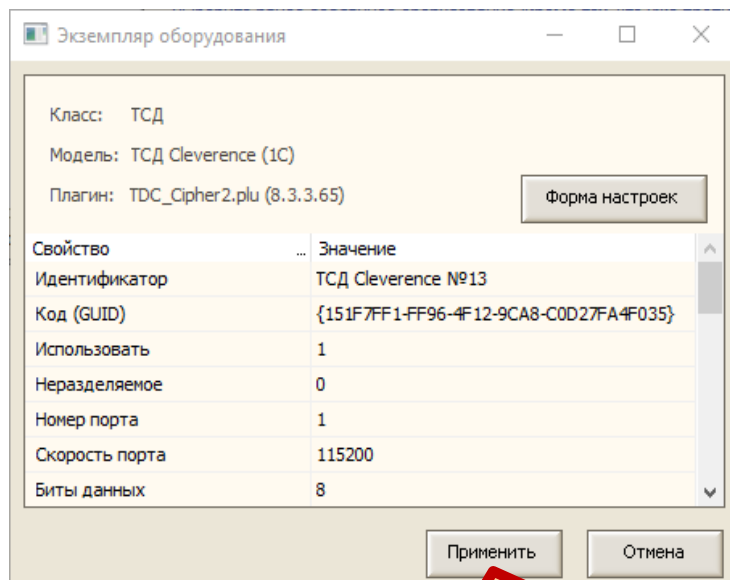 Экземпляр оборудования
Класс: ТСД
Модель: ТСД Cleverence (1C)
Плагин: TDC_Cipher2.plu (8.3.3.65)
Форма настроек
Свойство ... Значение
Идентификатор ТСД Cleverence №13
Код (GUID) {151F7FF1-FF96-4F12-9CA8-C0D27FA4F035}
Использовать 1
Неразделяемое 0
Номер порта 1
Скорость порта 115200
Биты данных 8
Применить Отмена